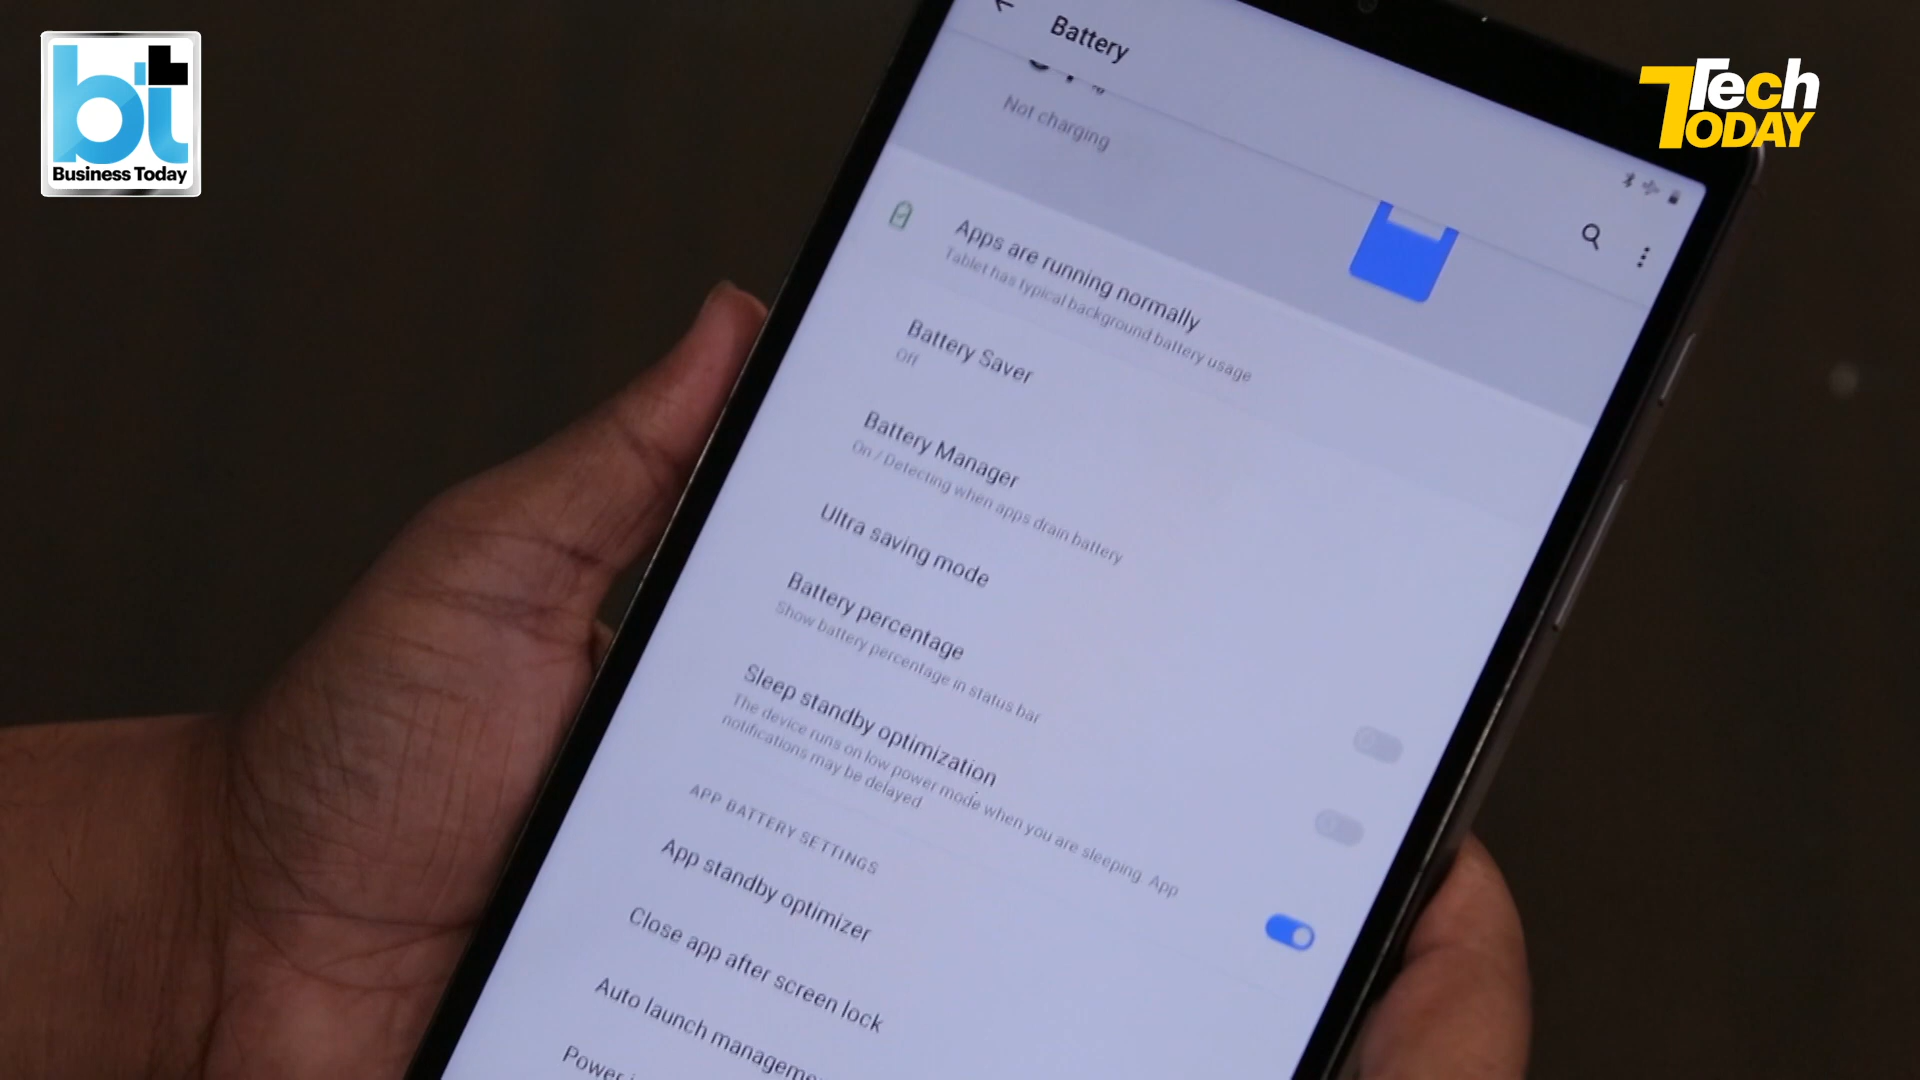 bt
Business Today
Tech
TODAY
Battery
Not charging
Apps are running normally
Tablet has typical background battery usage
Battery Saver
Off
Battery Manager
On / Detecting when apps drain battery
Ultra saving mode
Battery percentage
Show battery percentage in status bar
Sleep standby optimization
The device runs on low power mode when you are sleeping. App
notifications may be delayed
APP BATTERY SETTINGS
App standby optimizer
Close app after screen lock
Auto launch manageme
Power